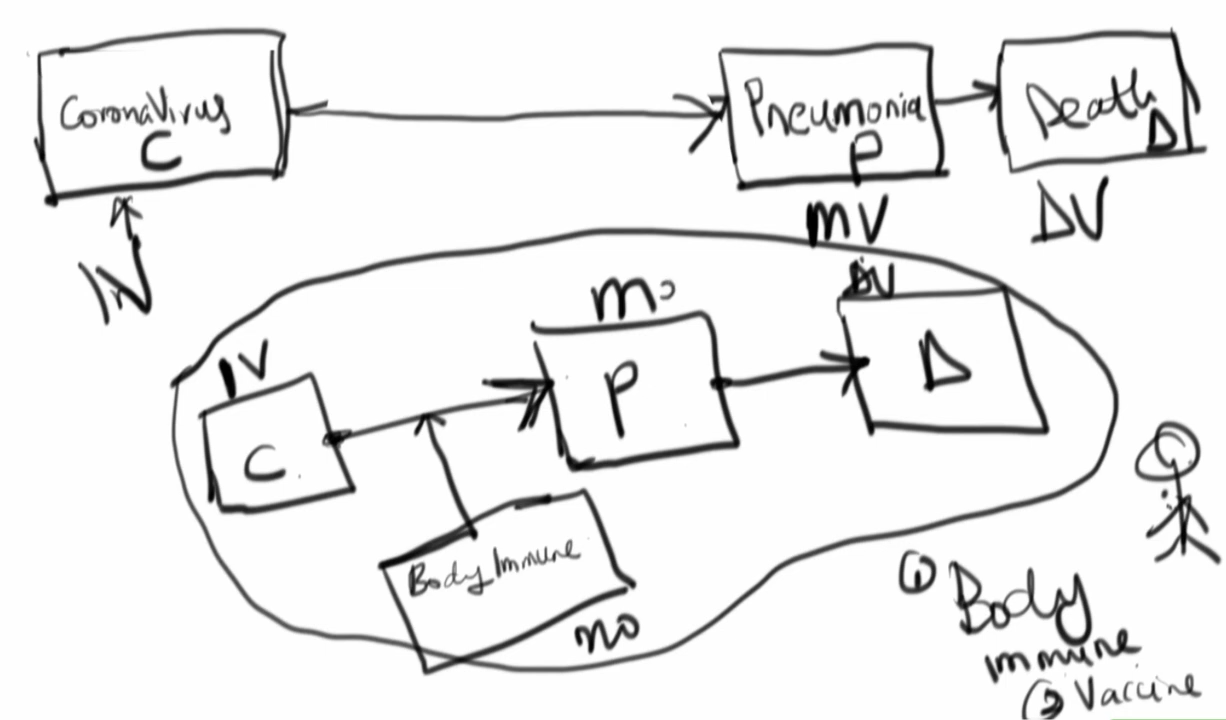 CoronaVirus
C
Pneumonia
P
Death
D
IV
MV
DV
IV
C
Mo
P
DV
D
Body Immune
mo
① Body
immune
② Vaccine